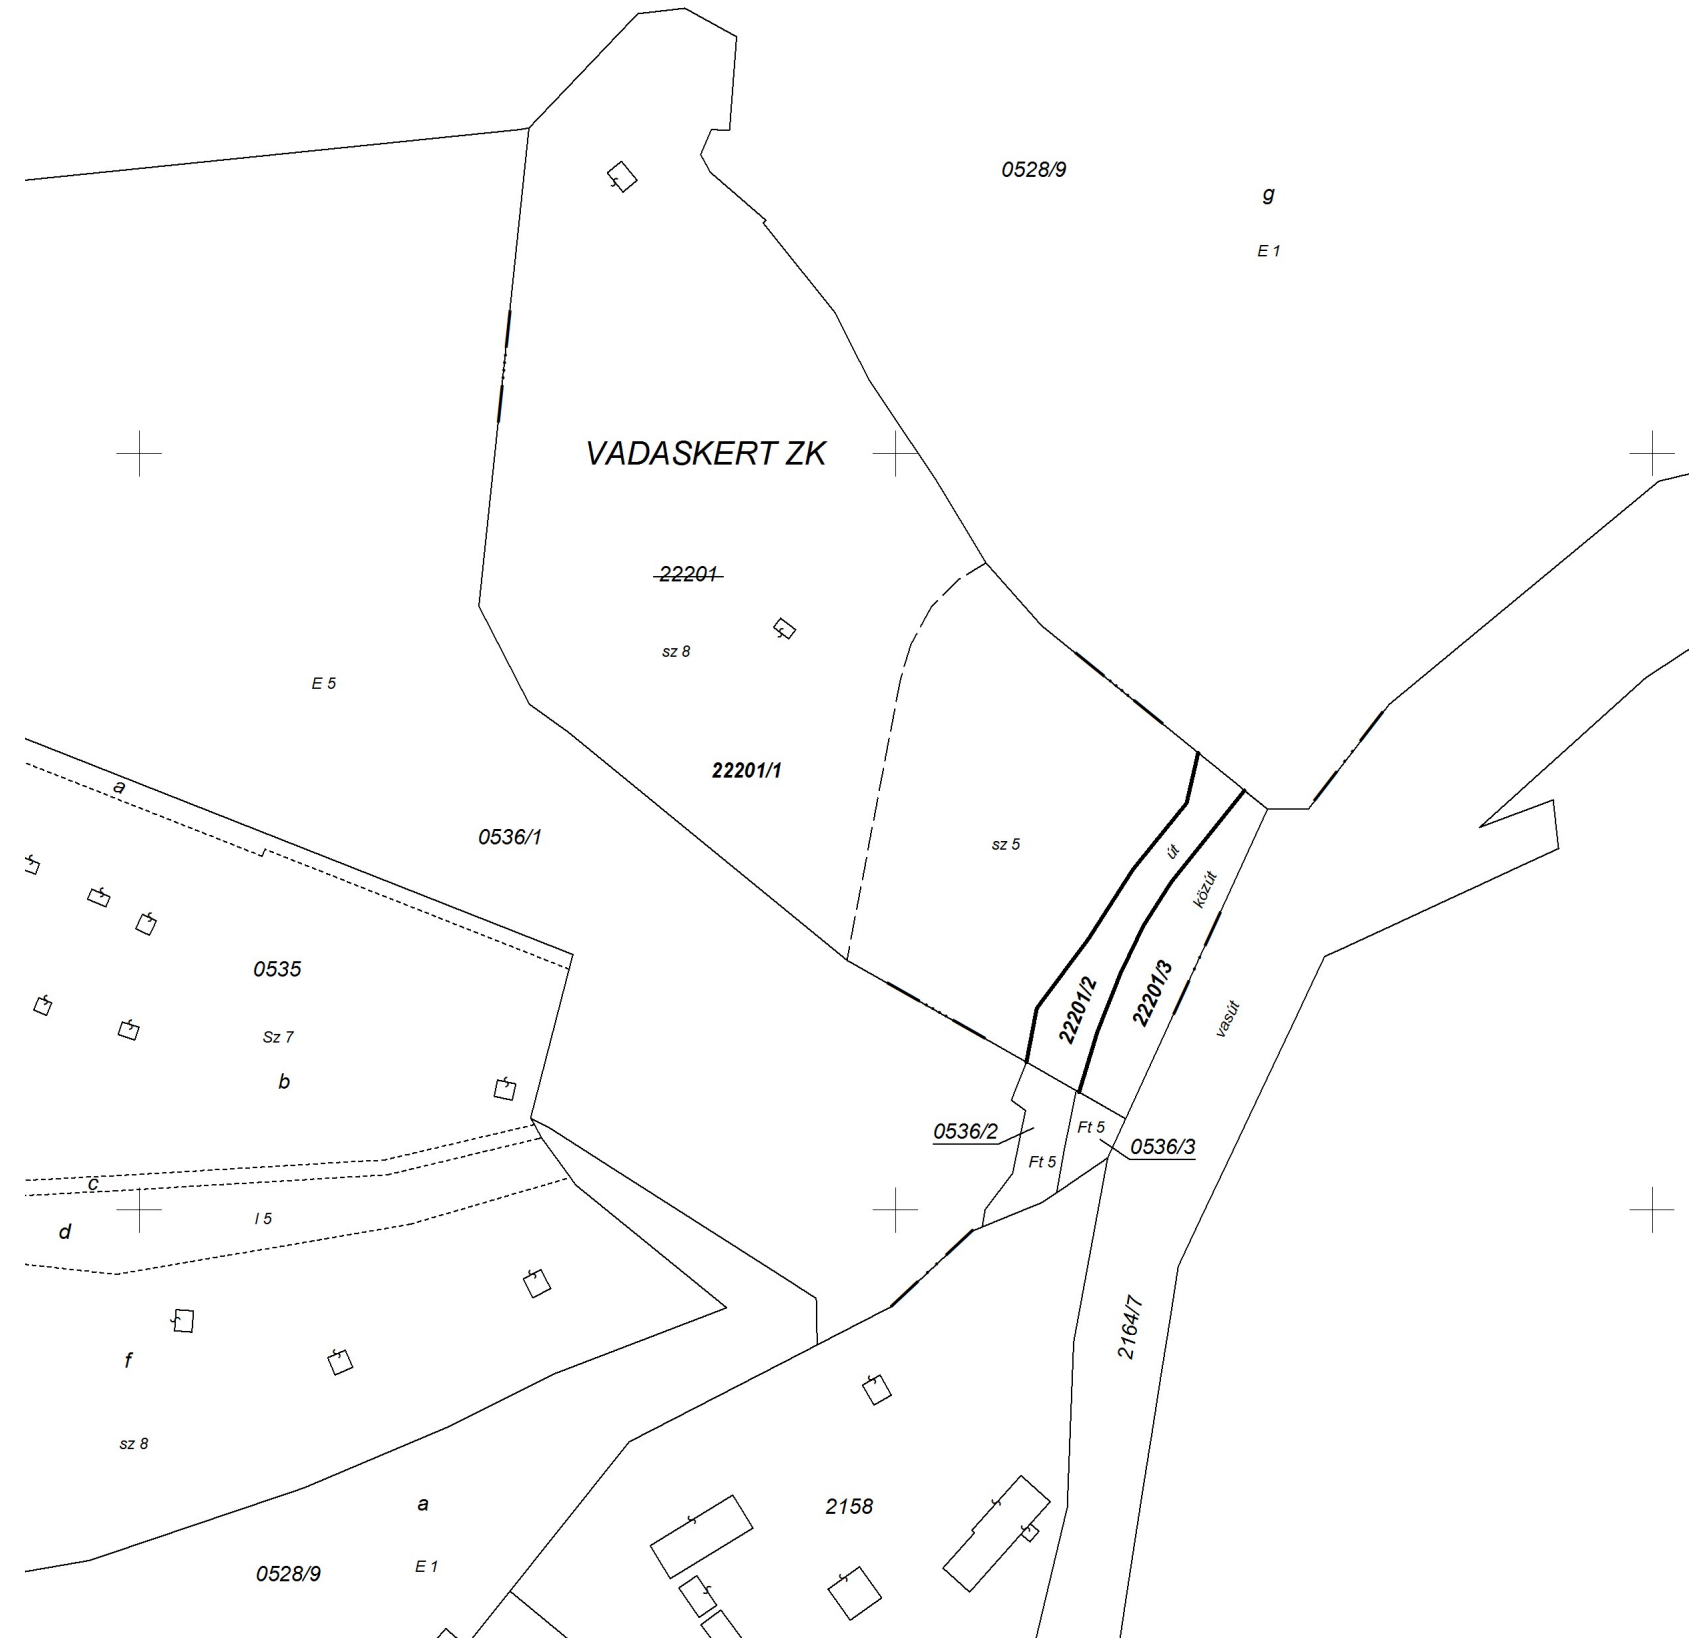 0528/9
g
E 1
VADASKERT ZK
22201
sz 8
E 5
22201/1
a
0536/1
sz 5
út
közút
0535
22201/2
22201/3
vasút
Sz 7
b
0536/2
Ft 5
0536/3
Ft 5
c
d
I 5
2164/7
f
sz 8
a
2158
0528/9
E 1